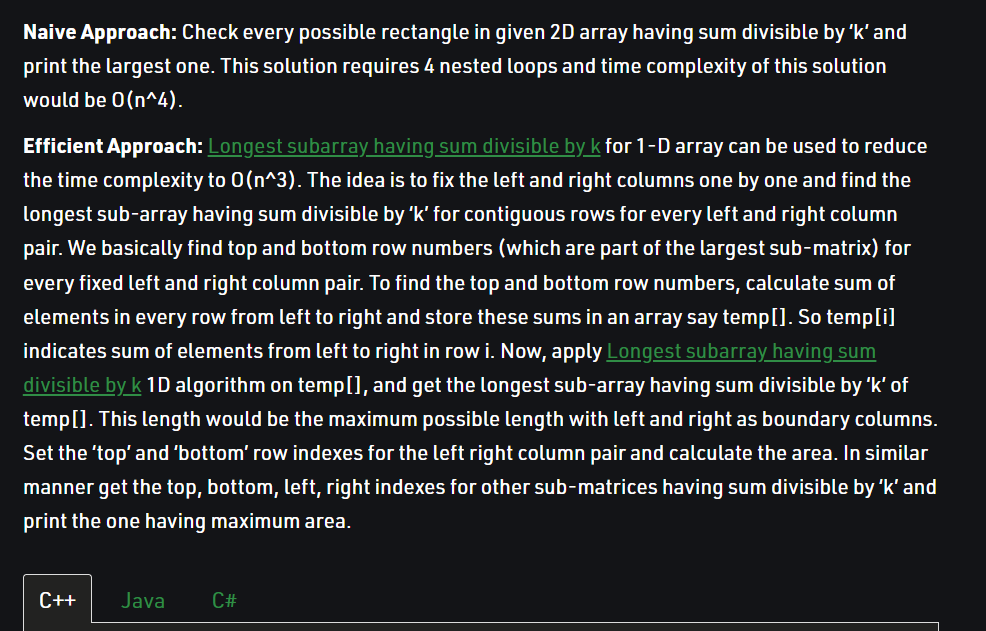 Naive Approach: Check every possible rectangle in given 2D array having sum divisible by ‘k’ and
print the largest one. This solution requires 4 nested loops and time complexity of this solution
would be O(n^4).
Efficient Approach: Longest subarray having sum divisible by k for 1-D array can be used to reduce
the time complexity to O(n^3). The idea is to fix the left and right columns one by one and find the
longest sub-array having sum divisible by ‘k’ for contiguous rows for every left and right column
pair. We basically find top and bottom row numbers (which are part of the largest sub-matrix) for
every fixed left and right column pair. To find the top and bottom row numbers, calculate sum of
elements in every row from left to right and store these sums in an array say temp[]. So temp[i]
indicates sum of elements from left to right in row i. Now, apply Longest subarray having sum
divisible by k 1D algorithm on temp[], and get the longest sub-array having sum divisible by ‘k’ of
temp[]. This length would be the maximum possible length with left and right as boundary columns.
Set the ‘top’ and ‘bottom’ row indexes for the left right column pair and calculate the area. In similar
manner get the top, bottom, left, right indexes for other sub-matrices having sum divisible by ‘k’ and
print the one having maximum area.
C++ Java C#